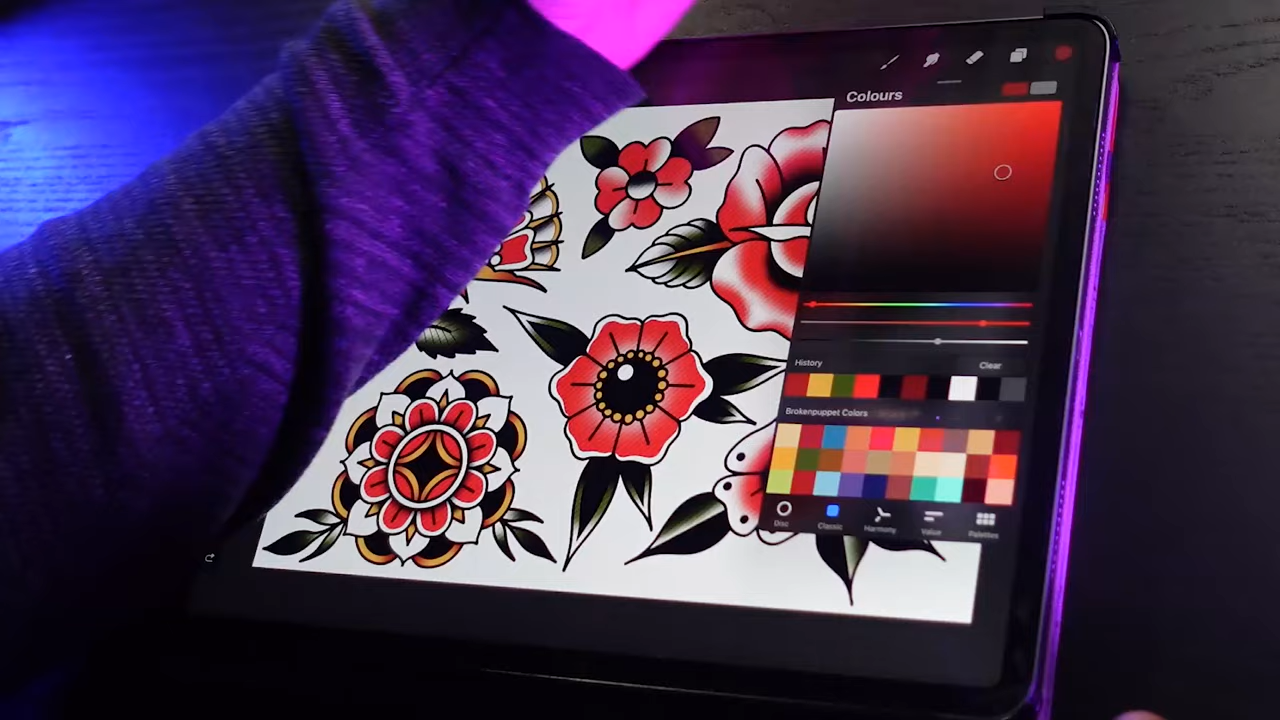 Colours
History Clear
Brokenpuppet Colors
Disc Classic Harmony Value Palettes